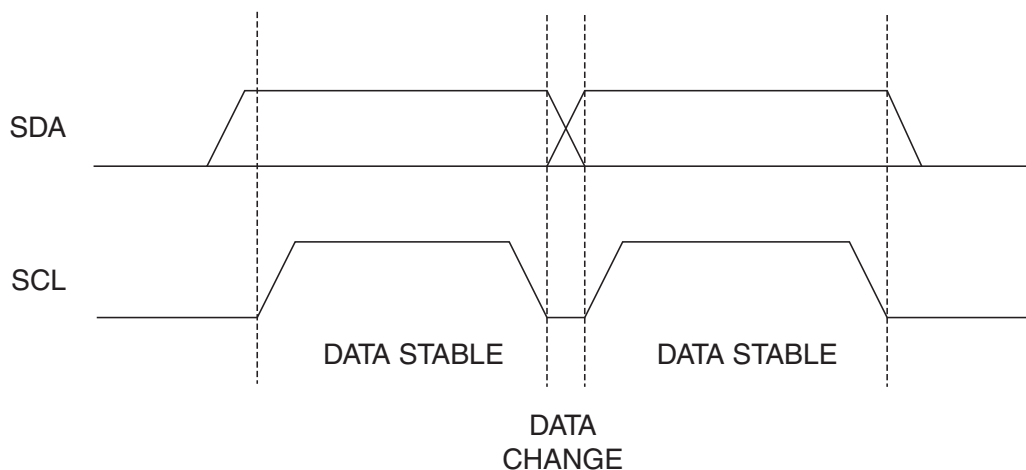 SDA
SCL
DATA STABLE
DATA STABLE
DATA
CHANGE